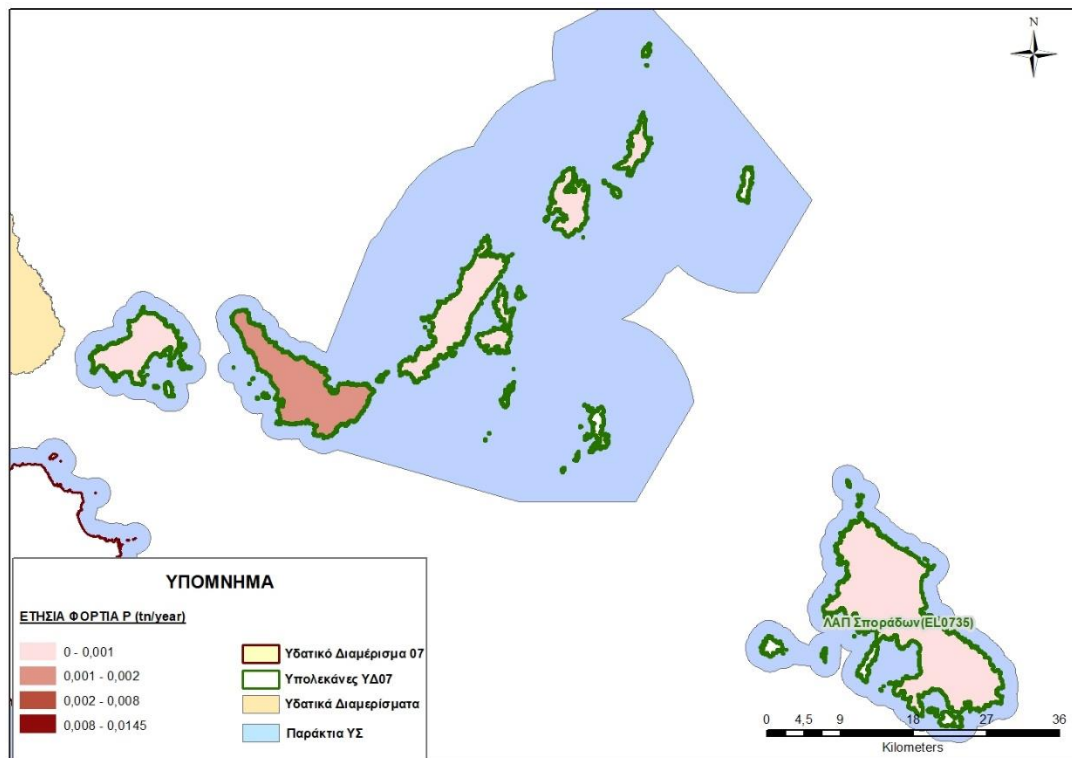 N
ΛΑΠ Σποράδων(EL0735)
ΥΠΟΜΝΗΜΑ
ΕΤΗΣΙΑ ΦΟΡΤΙΑ P (tn/year)
0 - 0,001
0,001 - 0,002
0,002 - 0,008
0,008 - 0,0145
Υδατικό Διαμέρισμα 07
Υπολεκάνες ΥΔ07
Υδατικά Διαμερίσματα
Παράκτια ΥΣ
0 4,5 9 18 27 36
Kilometers